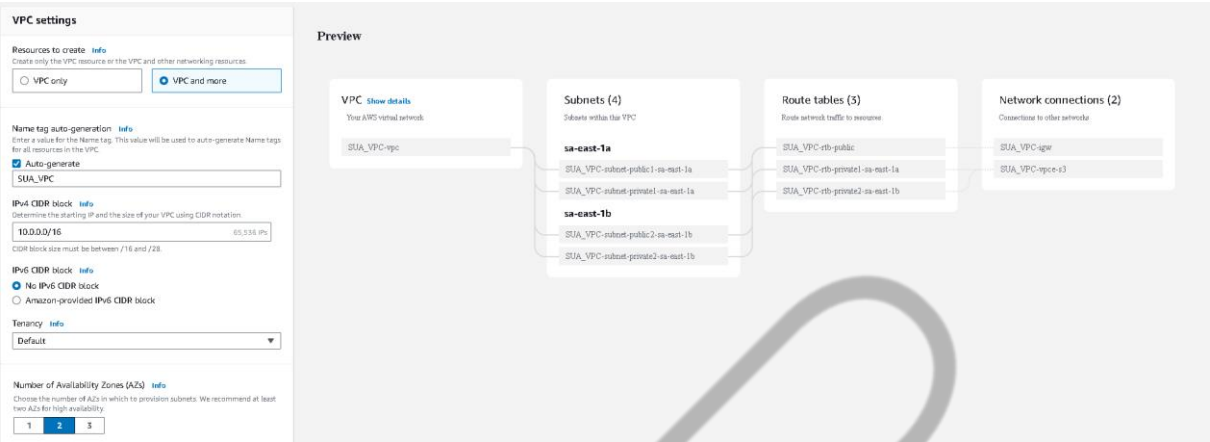 VPC settings
Resources to create Info
Create only the VPC resource or the VPC and other networking resources.
VPC only
VPC and more
Name tag auto-generation Info
Enter a value for the Name tag. This value will be used to auto-generate Name tags
for all resources in the VPC.
Auto-generate
SUA_VPC
IPv4 CIDR block Info
Determine the starting IP and the size of your VPC using CIDR notation.
10.0.0.0/16
65,536 IPs
CIDR block size must be between /16 and /28.
IPv6 CIDR block Info
No IPv6 CIDR block
Amazon-provided IPv6 CIDR block
Tenancy Info
Default
Number of Availability Zones (AZs) Info
Choose the number of AZs in which to provision subnets. We recommend at least
two AZs for high availability.
1
2
3
Preview
VPC Show details
Your AWS virtual network
SUA_VPC-vpc
Subnets (4)
Subnets within this VPC
sa-east-1a
SUA_VPC-subnet-public1-sa-east-1a
SUA_VPC-subnet-private1-sa-east-1a
sa-east-1b
SUA_VPC-subnet-public2-sa-east-1b
SUA_VPC-subnet-private2-sa-east-1b
Route tables (3)
Route network traffic to resources
SUA_VPC-rtb-public
SUA_VPC-rtb-private1-sa-east-1a
SUA_VPC-rtb-private2-sa-east-1b
Network connections (2)
Connections to other networks
SUA_VPC-igw
SUA_VPC-vpce-s3